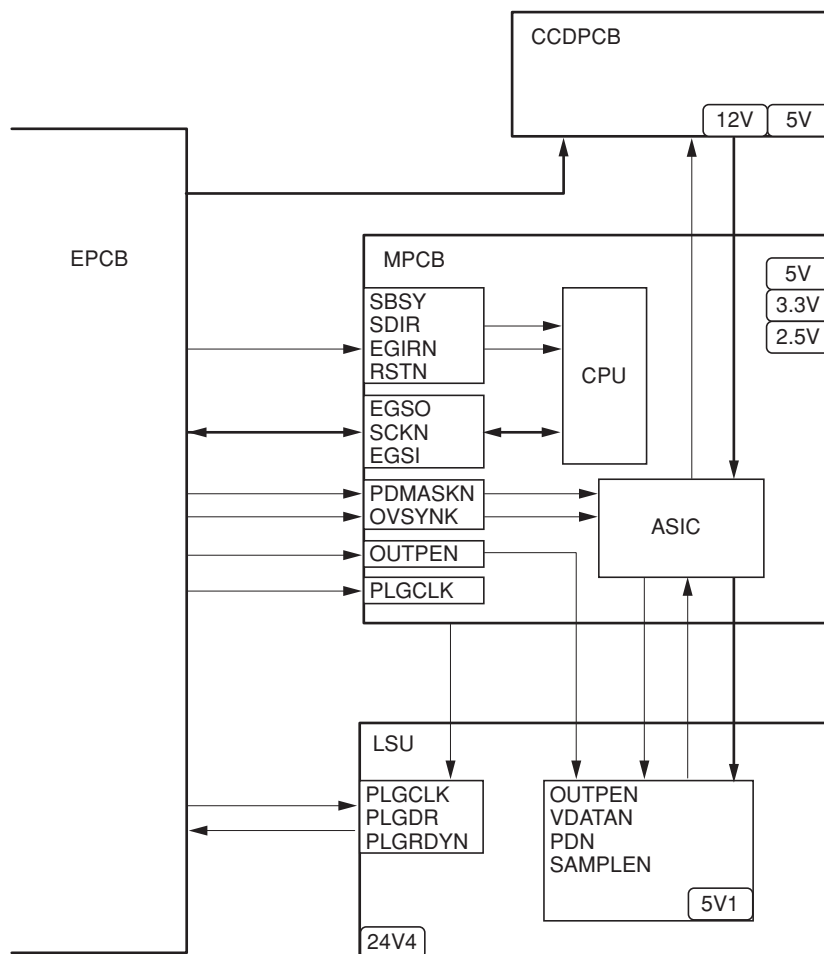 CCDPCB
12V 5V
EPCB
MPCB
5V
3.3V
2.5V
SBSY
SDIR
EGIRN
RSTN
CPU
EGSO
SCKN
EGSI
PDMASKN
OVSYNK
ASIC
OUTPEN
PLGCLK
LSU
PLGCLK
PLGDR
PLGRDYN
OUTPEN
VDATAN
PDN
SAMPLEN
5V1
24V4